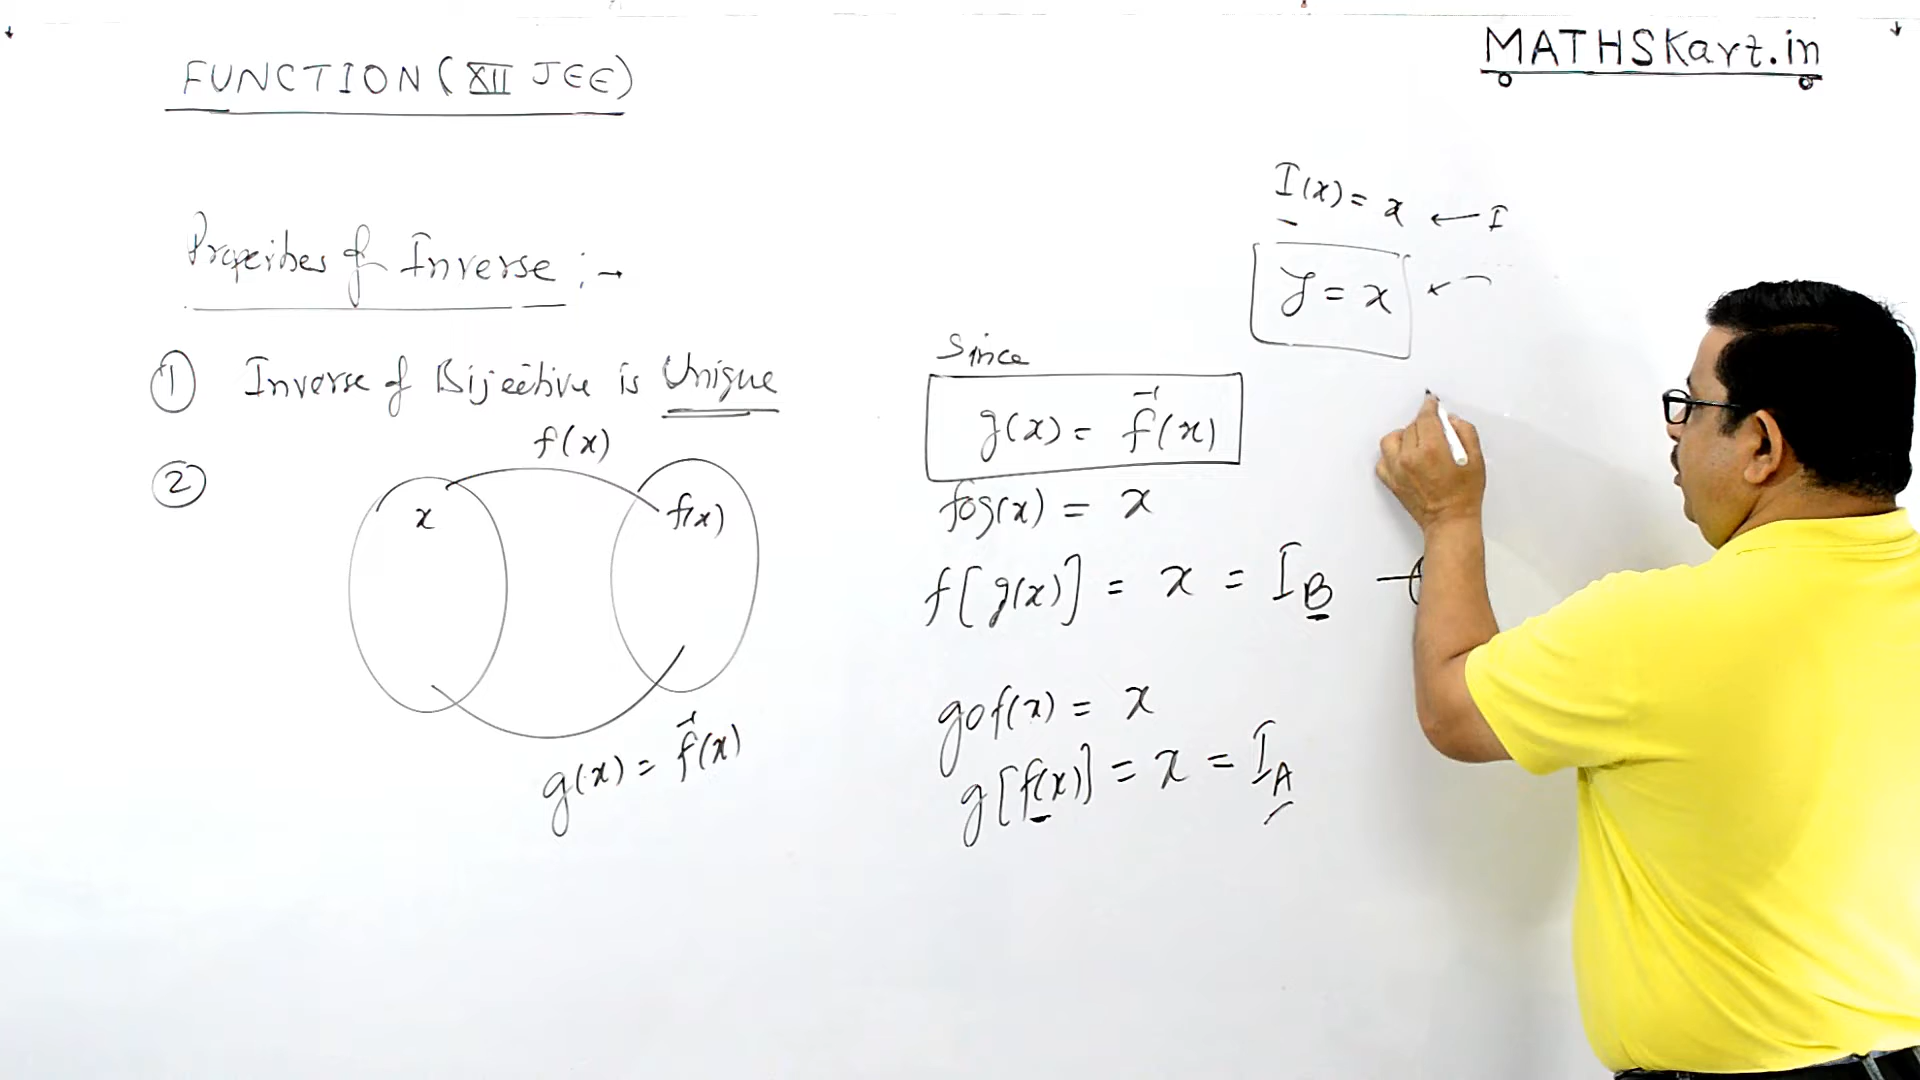 FUNCTION (XII JEE)
MATHSKart.in
Properties of Inverse :-
① Inverse of Bijective is Unique
②
f(x)
x
f(x)
g(x) = f⁻¹(x)
I(x) = x ← I
y = x ←
Since
g(x) = f⁻¹(x)
fog(x) = x
f[g(x)] = x = I_B
gof(x) = x
g[f(x)] = x = I_A